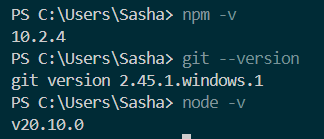 PS C:\Users\Sasha> npm -v
10.2.4
PS C:\Users\Sasha> git --version
git version 2.45.1.windows.1
PS C:\Users\Sasha> node -v
v20.10.0